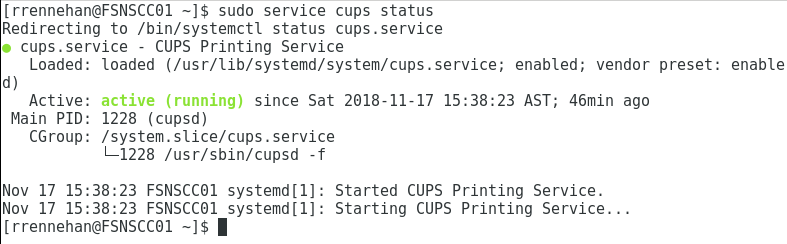 [rrennehan@FSNSCC01 ~]$ sudo service cups status
Redirecting to /bin/systemctl status cups.service
● cups.service - CUPS Printing Service
   Loaded: loaded (/usr/lib/systemd/system/cups.service; enabled; vendor preset: enable
d)
   Active: active (running) since Sat 2018-11-17 15:38:23 AST; 46min ago
 Main PID: 1228 (cupsd)
   CGroup: /system.slice/cups.service
           └─1228 /usr/sbin/cupsd -f

Nov 17 15:38:23 FSNSCC01 systemd[1]: Started CUPS Printing Service.
Nov 17 15:38:23 FSNSCC01 systemd[1]: Starting CUPS Printing Service...
[rrennehan@FSNSCC01 ~]$